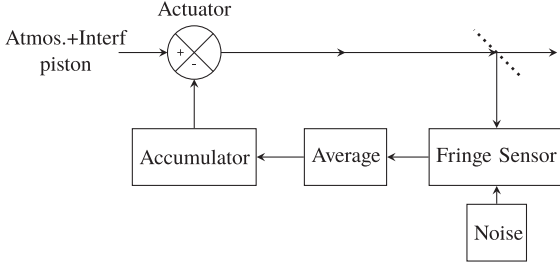 Actuator
Atmos.+Interf
piston
+
-
Accumulator
Average
Fringe Sensor
Noise